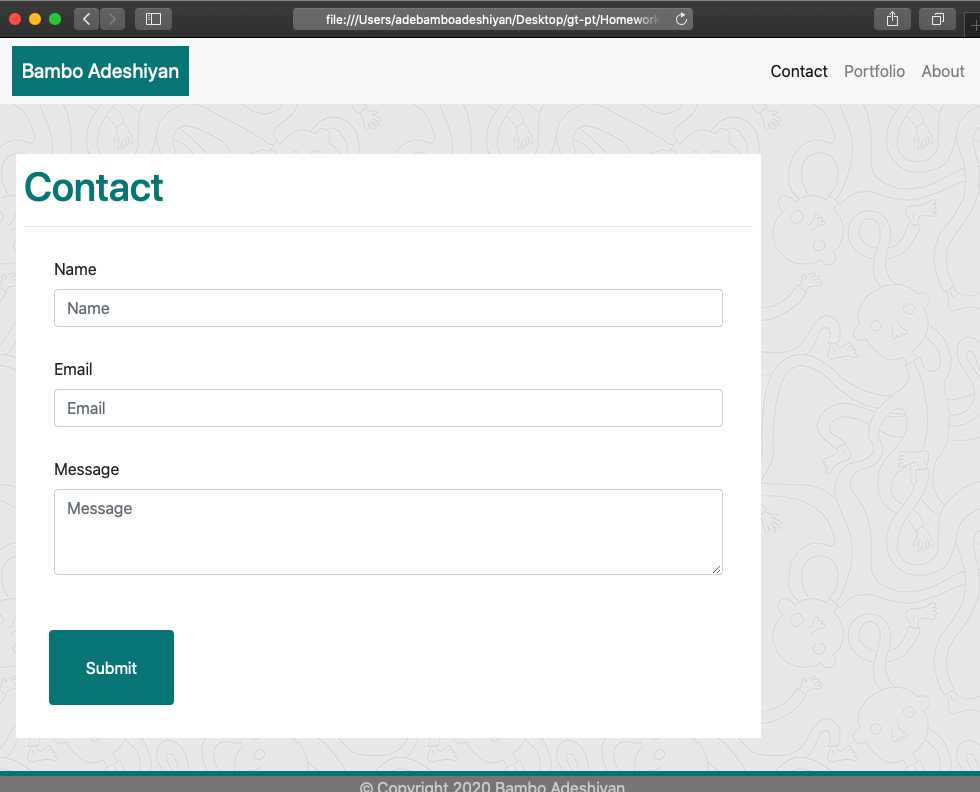 file:///Users/adebamboadeshiyan/Desktop/gt-pt/Homework
Bambo Adeshiyan
Contact Portfolio About
Contact
Name
Name
Email
Email
Message
Message
Submit
© Copyright 2020 Bambo Adeshiyan